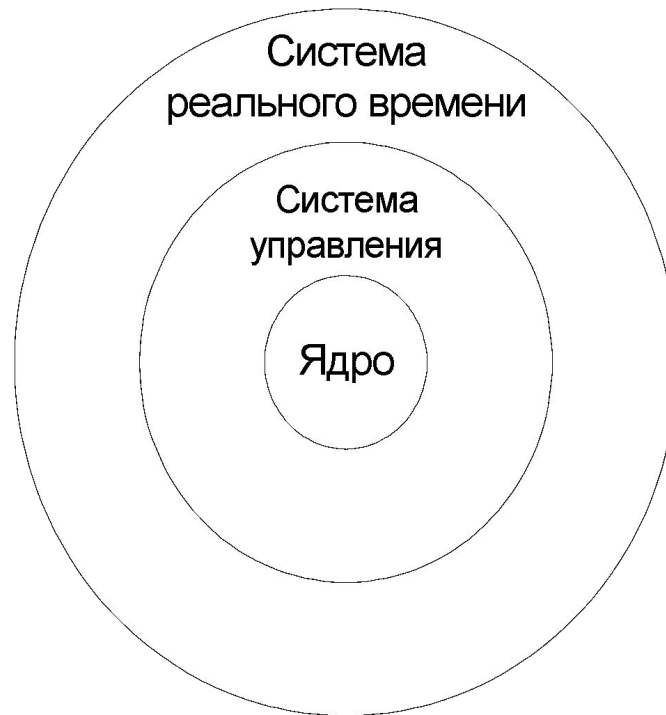 Система
реального времени
Система
управления
Ядро